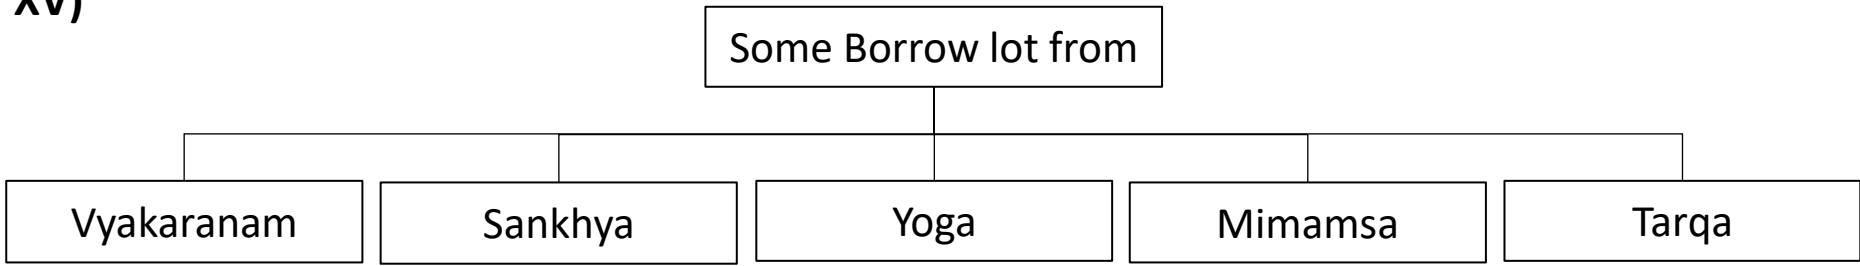 XV)
Some Borrow lot from
Vyakaranam
Sankhya
Yoga
Mimamsa
Tarqa